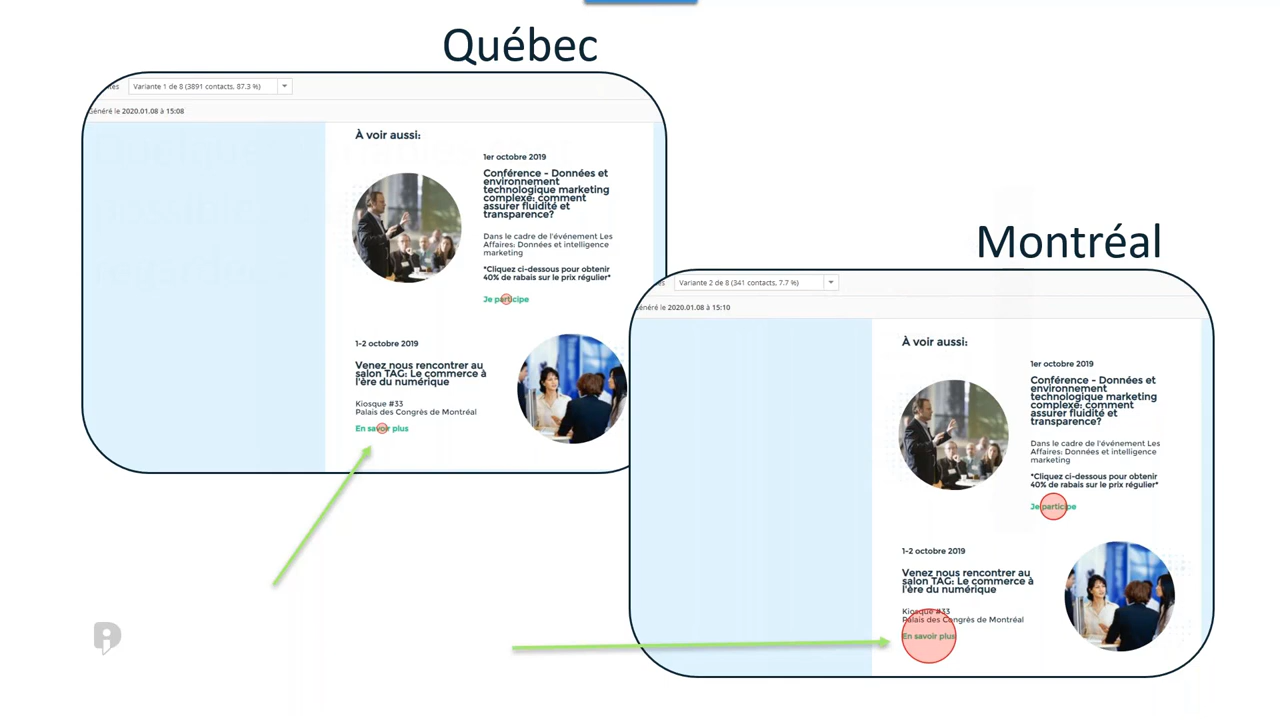 Québec
Variante 1 de 8 (3891 contacts, 87.3 %)
Généré le 2020.01.08 à 15:08
À voir aussi:
1er octobre 2019
Conférence - Données et
environnement
technologique marketing
complexe: comment
assurer fluidité et
transparence?
Dans le cadre de l'événement Les
Affaires: Données et intelligence
marketing
*Cliquez ci-dessous pour obtenir
40% de rabais sur le prix régulier*
Je participe
1-2 octobre 2019
Venez nous rencontrer au
salon TAG: Le commerce à
l'ère du numérique
Kiosque #33
Palais des Congrès de Montréal
En savoir plus
Montréal
Variante 2 de 8 (341 contacts, 7.7 %)
Généré le 2020.01.08 à 15:10
À voir aussi:
1er octobre 2019
Conférence - Données et
environnement
technologique marketing
complexe: comment
assurer fluidité et
transparence?
Dans le cadre de l'événement Les
Affaires: Données et intelligence
marketing
*Cliquez ci-dessous pour obtenir
40% de rabais sur le prix régulier*
Je participe
1-2 octobre 2019
Venez nous rencontrer au
salon TAG: Le commerce à
l'ère du numérique
Kiosque #33
Palais des Congrès de Montréal
En savoir plus